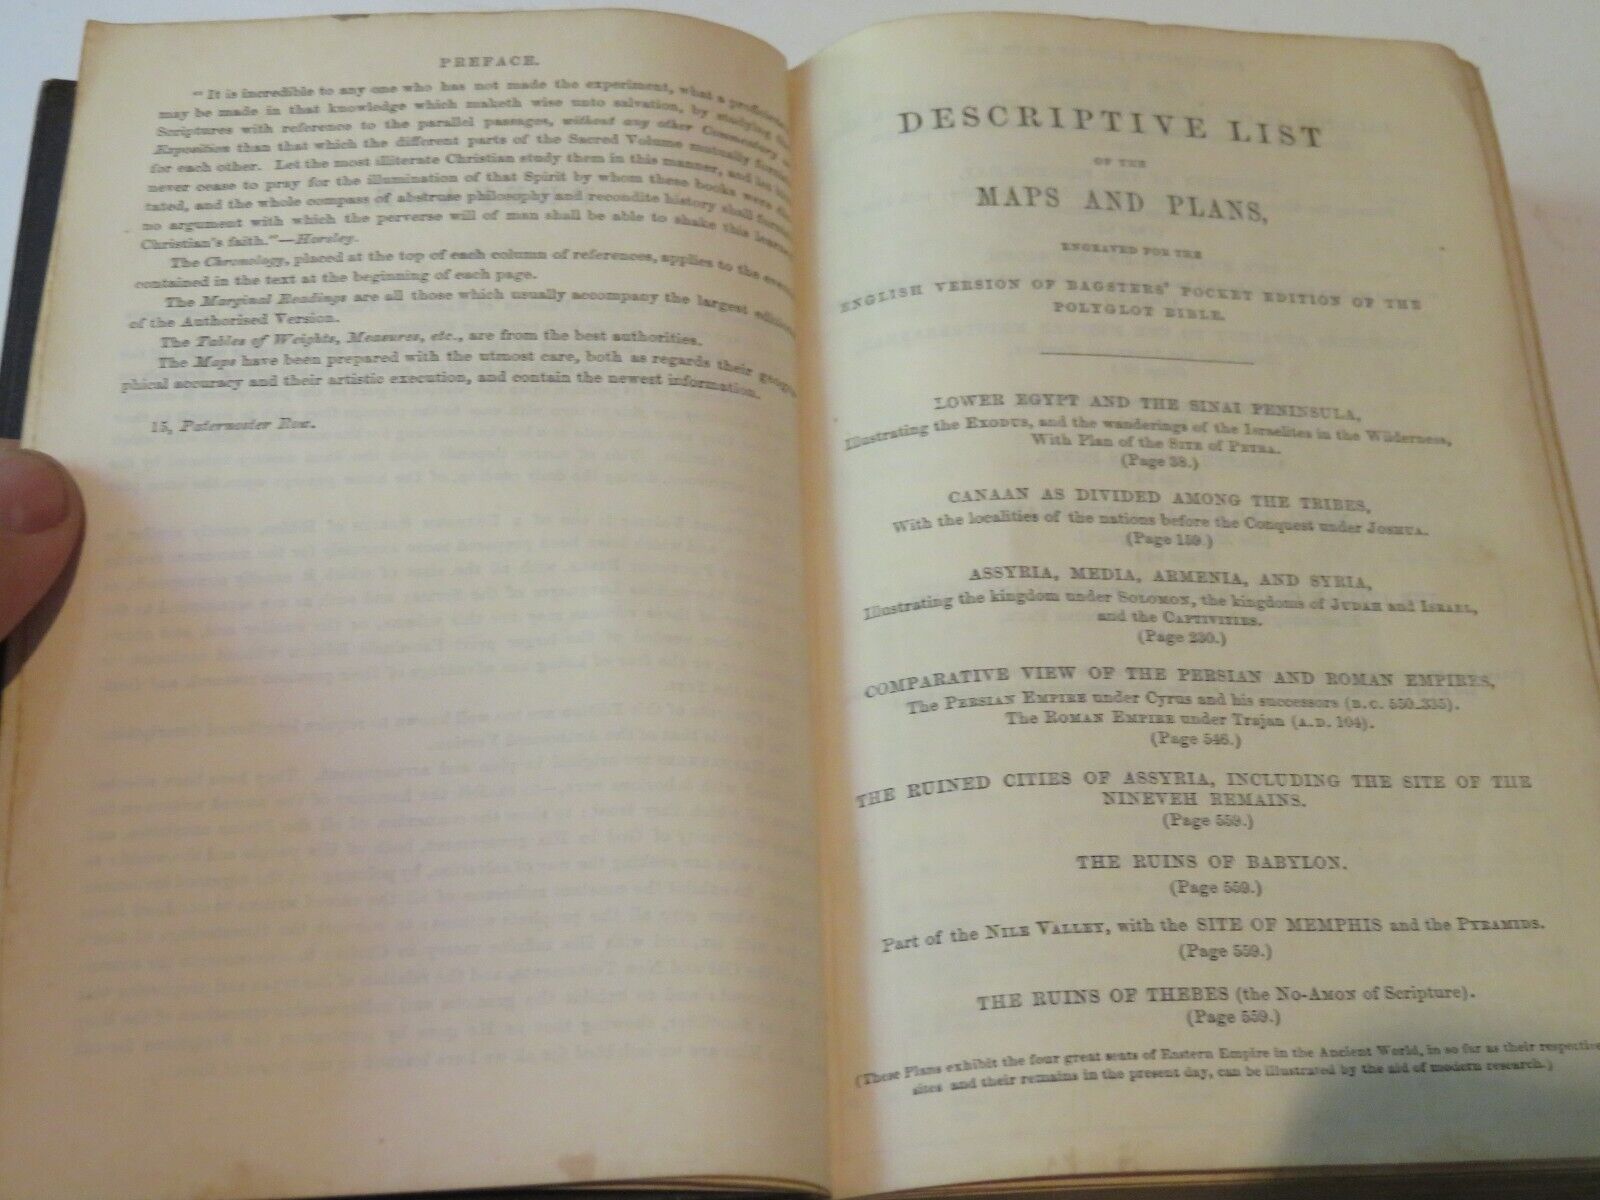 PREFACE.
"It is incredible to any one who has not made the experiment, what a proficiency
may be made in that knowledge which maketh wise unto salvation, by studying the
Scriptures with reference to the parallel passages, without any other Commentary
Exposition than that which the different parts of the Sacred Volume mutually
for each other. Let the most illiterate Christian study them in this manner, and let
never cease to pray for the illumination of that Spirit by whom these books were
tated, and the whole compass of abstruse philosophy and recondite history shall
no argument with which the perverse will of man shall be able to shake this
Christian's faith."—Horsley.
The Chronology, placed at the top of each column of references, applies to the
contained in the text at the beginning of each page.
The Marginal Readings are all those which usually accompany the largest
of the Authorised Version.
The Tables of Weights, Measures, etc., are from the best authorities.
The Maps have been prepared with the utmost care, both as regards their geogra
phical accuracy and their artistic execution, and contain the newest information.
15, Paternoster Row.
DESCRIPTIVE LIST
OF THE
MAPS AND PLANS,
ENGRAVED FOR THE
ENGLISH VERSION OF BAGSTERS' POCKET EDITION OF THE
POLYGLOT BIBLE.
LOWER EGYPT AND THE SINAI PENINSULA,
Illustrating the EXODUS, and the wanderings of the Israelites in the Wilderness,
With Plan of the SITE of PETRA.
(Page 38.)
CANAAN AS DIVIDED AMONG THE TRIBES,
With the localities of the nations before the Conquest under JOSHUA.
(Page 159.)
ASSYRIA, MEDIA, ARMENIA, AND SYRIA,
Illustrating the kingdom under SOLOMON, the kingdoms of JUDAH and ISRAEL,
and the CAPTIVITIES.
(Page 230.)
COMPARATIVE VIEW OF THE PERSIAN AND ROMAN EMPIRES,
The PERSIAN EMPIRE under Cyrus and his successors (B.C. 550-335).
The ROMAN EMPIRE under Trajan (A.D. 104).
(Page 546.)
THE RUINED CITIES OF ASSYRIA, INCLUDING THE SITE OF THE
NINEVEH REMAINS.
(Page 559.)
THE RUINS OF BABYLON.
(Page 559.)
Part of the NILE VALLEY, with the SITE OF MEMPHIS and the PYRAMIDS.
(Page 559.)
THE RUINS OF THEBES (the NO-AMON of Scripture).
(Page 559.)
(These Plans exhibit the four great seats of Eastern Empire in the Ancient World, in so far as their respective
sites and their remains in the present day, can be illustrated by the aid of modern research.)